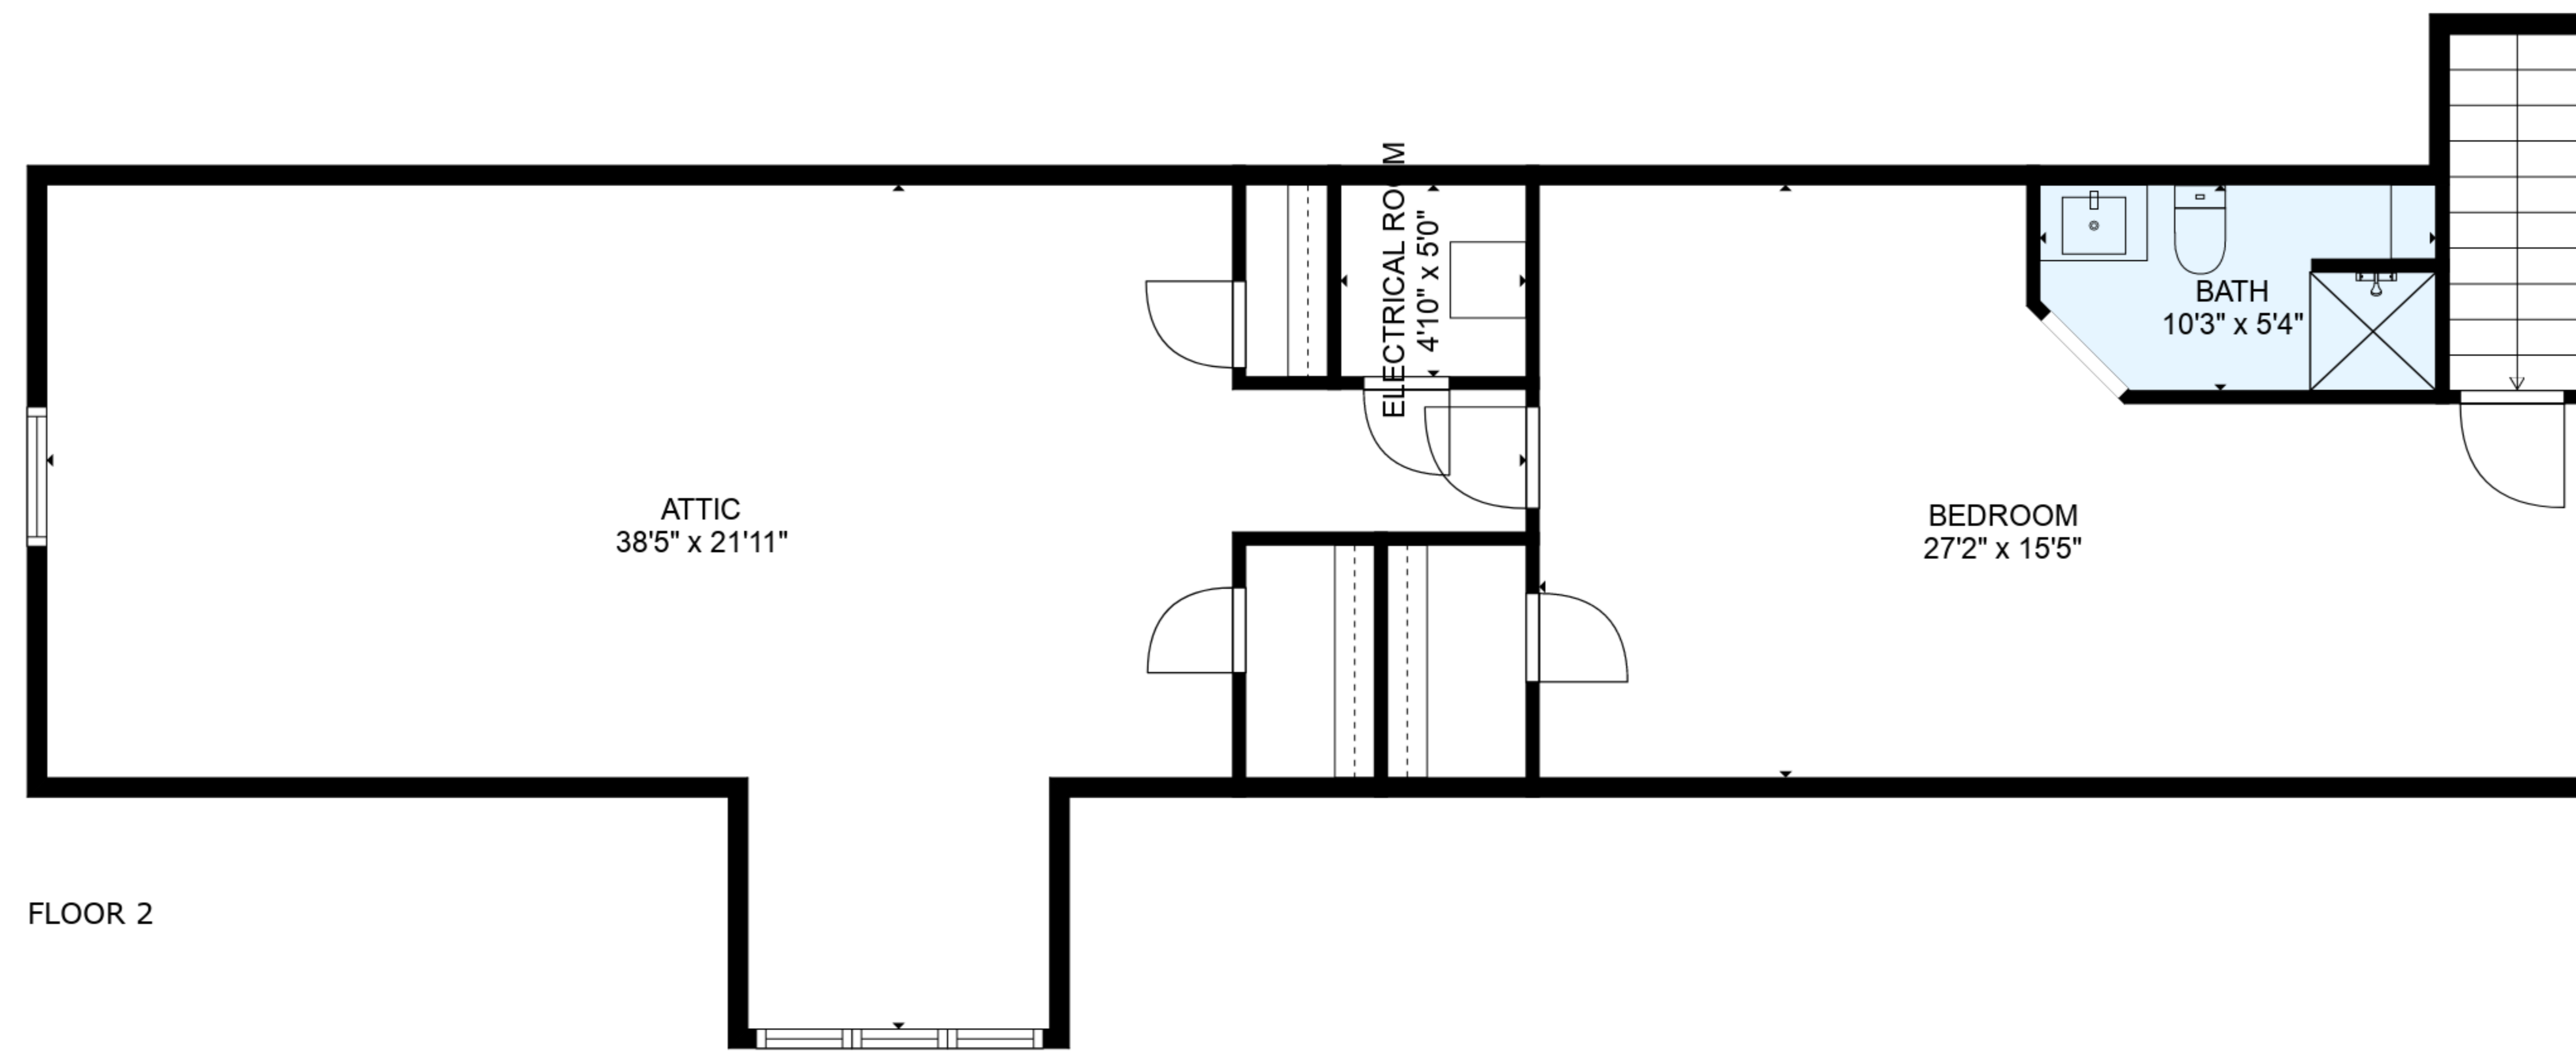 ELECTRICAL ROOM
4'10" x 5'0"
BATH
10'3" x 5'4"
ATTIC
38'5" x 21'11"
BEDROOM
27'2" x 15'5"
FLOOR 2